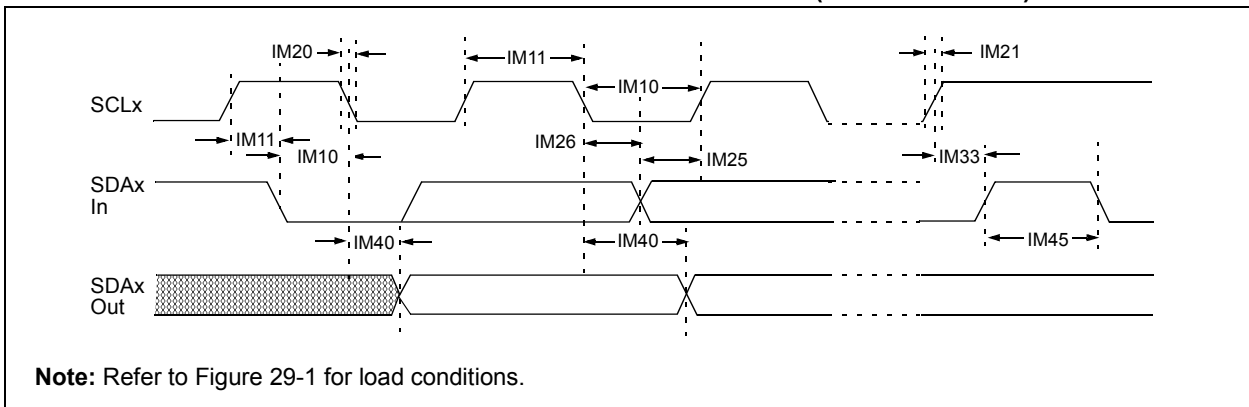 IM20
IM11
IM21
SCLx
IM10
IM11
IM10
IM26
IM25
IM33
SDAx
In
IM40
IM40
IM45
SDAx
Out
Note: Refer to Figure 29-1 for load conditions.